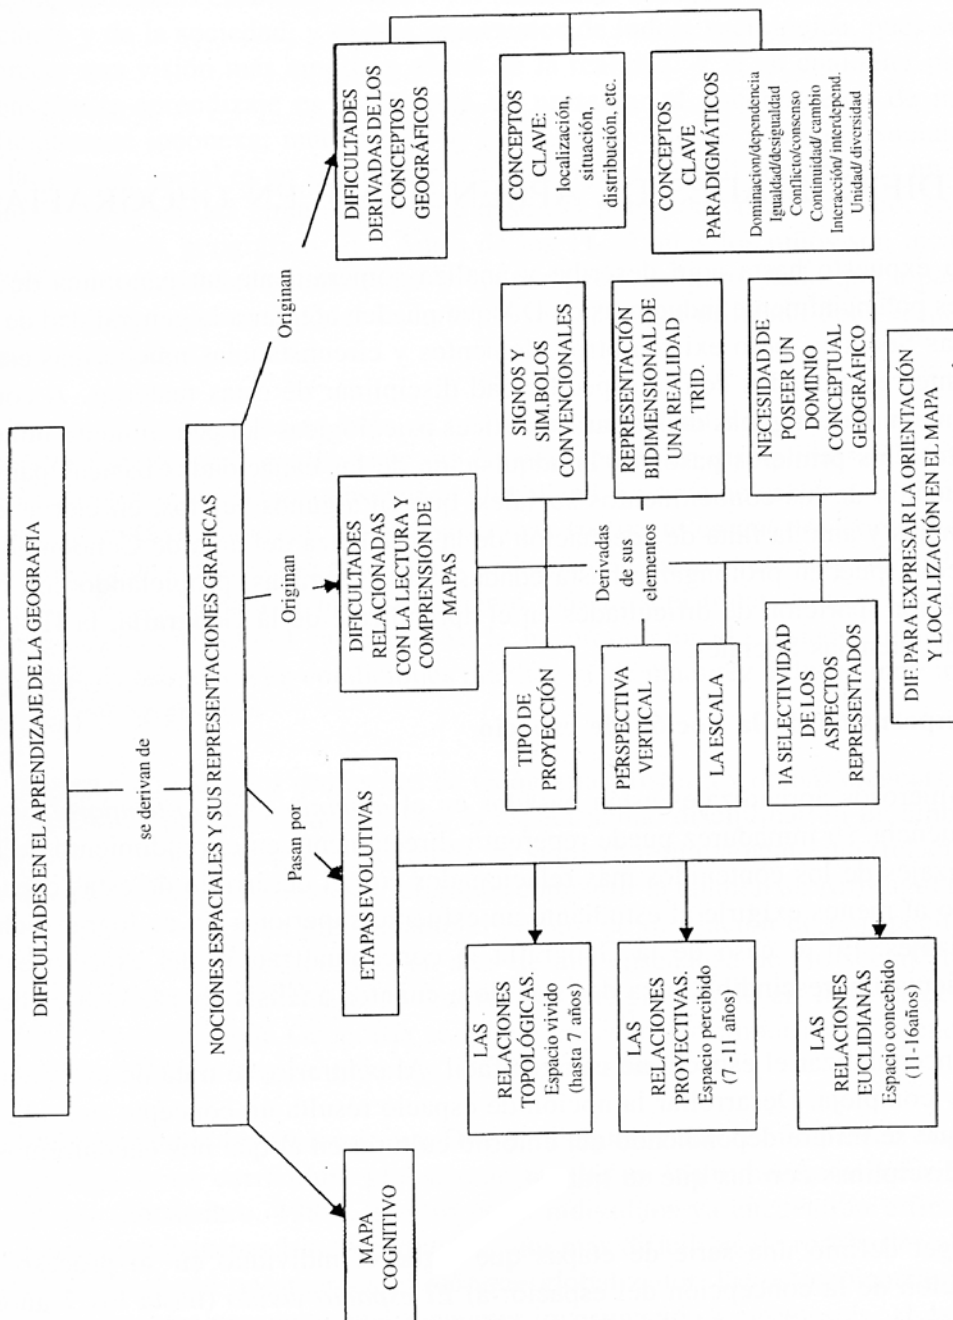 DIFICULTADES EN EL APRENDIZAJE DE LA GEOGRAFIA
se derivan de
NOCIONES ESPACIALES Y SUS REPRESENTACIONES GRÁFICAS
Pasan por
Originan
Originan
MAPA
COGNITIVO
ETAPAS EVOLUTIVAS
LAS
RELACIONES
TOPOLÓGICAS.
Espacio vivido
(hasta 7 años)
LAS
RELACIONES
PROYECTIVAS.
Espacio percibido
(7 -11 años)
LAS
RELACIONES
EUCLIDIANAS
Espacio concebido
(11-16años)
DIFICULTADES
RELACIONADAS
CON LA LECTURA Y
COMPRENSIÓN DE
MAPAS
TIPO DE
PROYECCIÓN
SIGNOS Y
SIM.BOLOS
CONVENCIONALES
Derivadas
de sus
elementos
PERSPECTIVA
VERTICAL
REPRESENTACIÓN
BIDIMENSIONAL DE
UNA REALIDAD
TRID.
LA ESCALA
lA SELECTIVIDAD
DE LOS
ASPECTOS
REPRESENTADOS
NECESIDAD DE
POSEER UN
DOMINIO
CONCEPTUAL
GEOGRÁFICO
DIF. PARA EXPRESAR LA ORIENTACIÓN
Y LOCALIZACIÓN EN EL MAPA
DIFICULTADES
DERIVADAS DE LOS
CONCEPTOS
GEOGRÁFICOS
CONCEPTOS
CLAVE:
localización,
situación,
distribución, etc.
CONCEPTOS
CLAVE
PARADIGMÁTICOS
Dominacion/dependencia
Igualdad/desigualdad
Conflicto/consenso
Continuidad/ cambio
Interacción/ interdepend.
Unidad/ diversidad